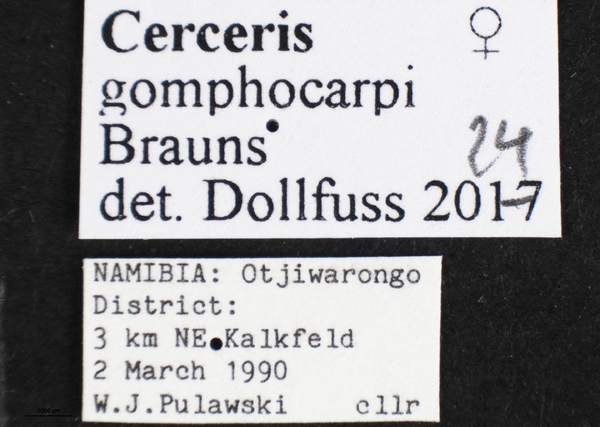 Cerceris ♀
gomphocarpi
Brauns
24
det. Dollfuss 2017
NAMIBIA: Otjiwarongo
District:
3 km NE Kalkfeld
2 March 1990
W.J.Pulawski cllr